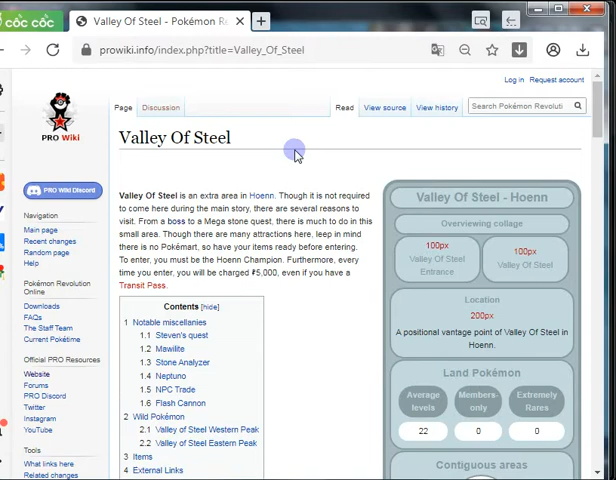 cốc cốc
Valley Of Steel - Pokémon Re
prowiki.info/index.php?title=Valley_Of_Steel
Log in Request account
Page Discussion Read View source View history Search Pokémon Revoluti
PRO Wiki
Valley Of Steel
PRO Wiki Discord
Navigation
Main page
Recent changes
Random page
Help
Pokémon Revolution
Online
Downloads
FAQs
The Staff Team
Current Pokétime
Official PRO Resources
Website
Forums
PRO Discord
Twitter
Instagram
YouTube
Tools
What links here
Related changes
Valley Of Steel is an extra area in Hoenn. Though it is not required
to come here during the main story, there are several reasons to
visit. From a boss to a Mega stone quest, there is much to do in this
small area. Though there are many attractions here, keep in mind
there is no Pokémart, so have your items ready before entering.
To enter, you must be the Hoenn Champion. Furthermore, every
time you enter, you will be charged ₽5,000, even if you have a
Transit Pass.
Contents [hide]
1 Notable miscellanies
1.1 Steven's quest
1.2 Mawilite
1.3 Stone Analyzer
1.4 Neptuno
1.5 NPC Trade
1.6 Flash Cannon
2 Wild Pokémon
2.1 Valley of Steel Western Peak
2.2 Valley of Steel Eastern Peak
3 Items
4 External Links
Valley Of Steel - Hoenn
Overviewing collage
100px
Valley Of Steel
Entrance
100px
Valley Of Steel
Location
200px
A positional vantage point of Valley Of Steel in
Hoenn.
Land Pokémon
Average
levels
Members-
only
Extremely
Rares
22 0 0
Contiguous areas